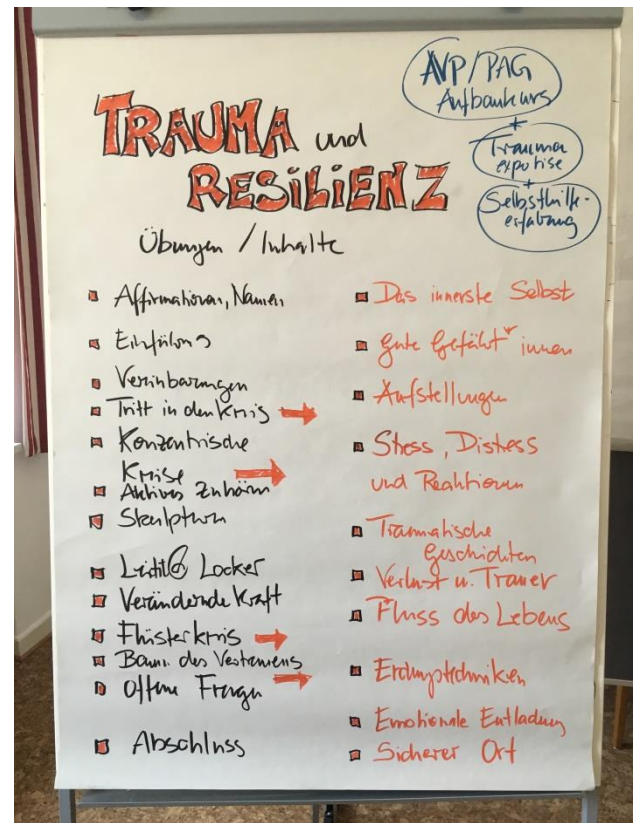 TRAUMA und
RESILIENZ
AVP/PAG
Aufbaukurs
+
Trauma
expertise
+
Selbsthilfe-
erfahrung
Übungen / Inhalte
Affirmationen, Namen
Einführung
Vereinbarungen
Tritt in den Kreis
Konzentrische
Kreise
Aktives Zuhören
Skulpturen
Licht & Locker
Verändernde Kraft
Flüsterkreis
Baum des Vertrauens
Offene Fragen
Abschluss
Das innerste Selbst
Gute Gefährt*innen
Aufstellungen
Stress, Distress
und Reaktionen
Traumatische
Geschichten
Verlust u. Trauer
Fluss des Lebens
Erdungstechniken
Emotionale Entladung
Sicherer Ort